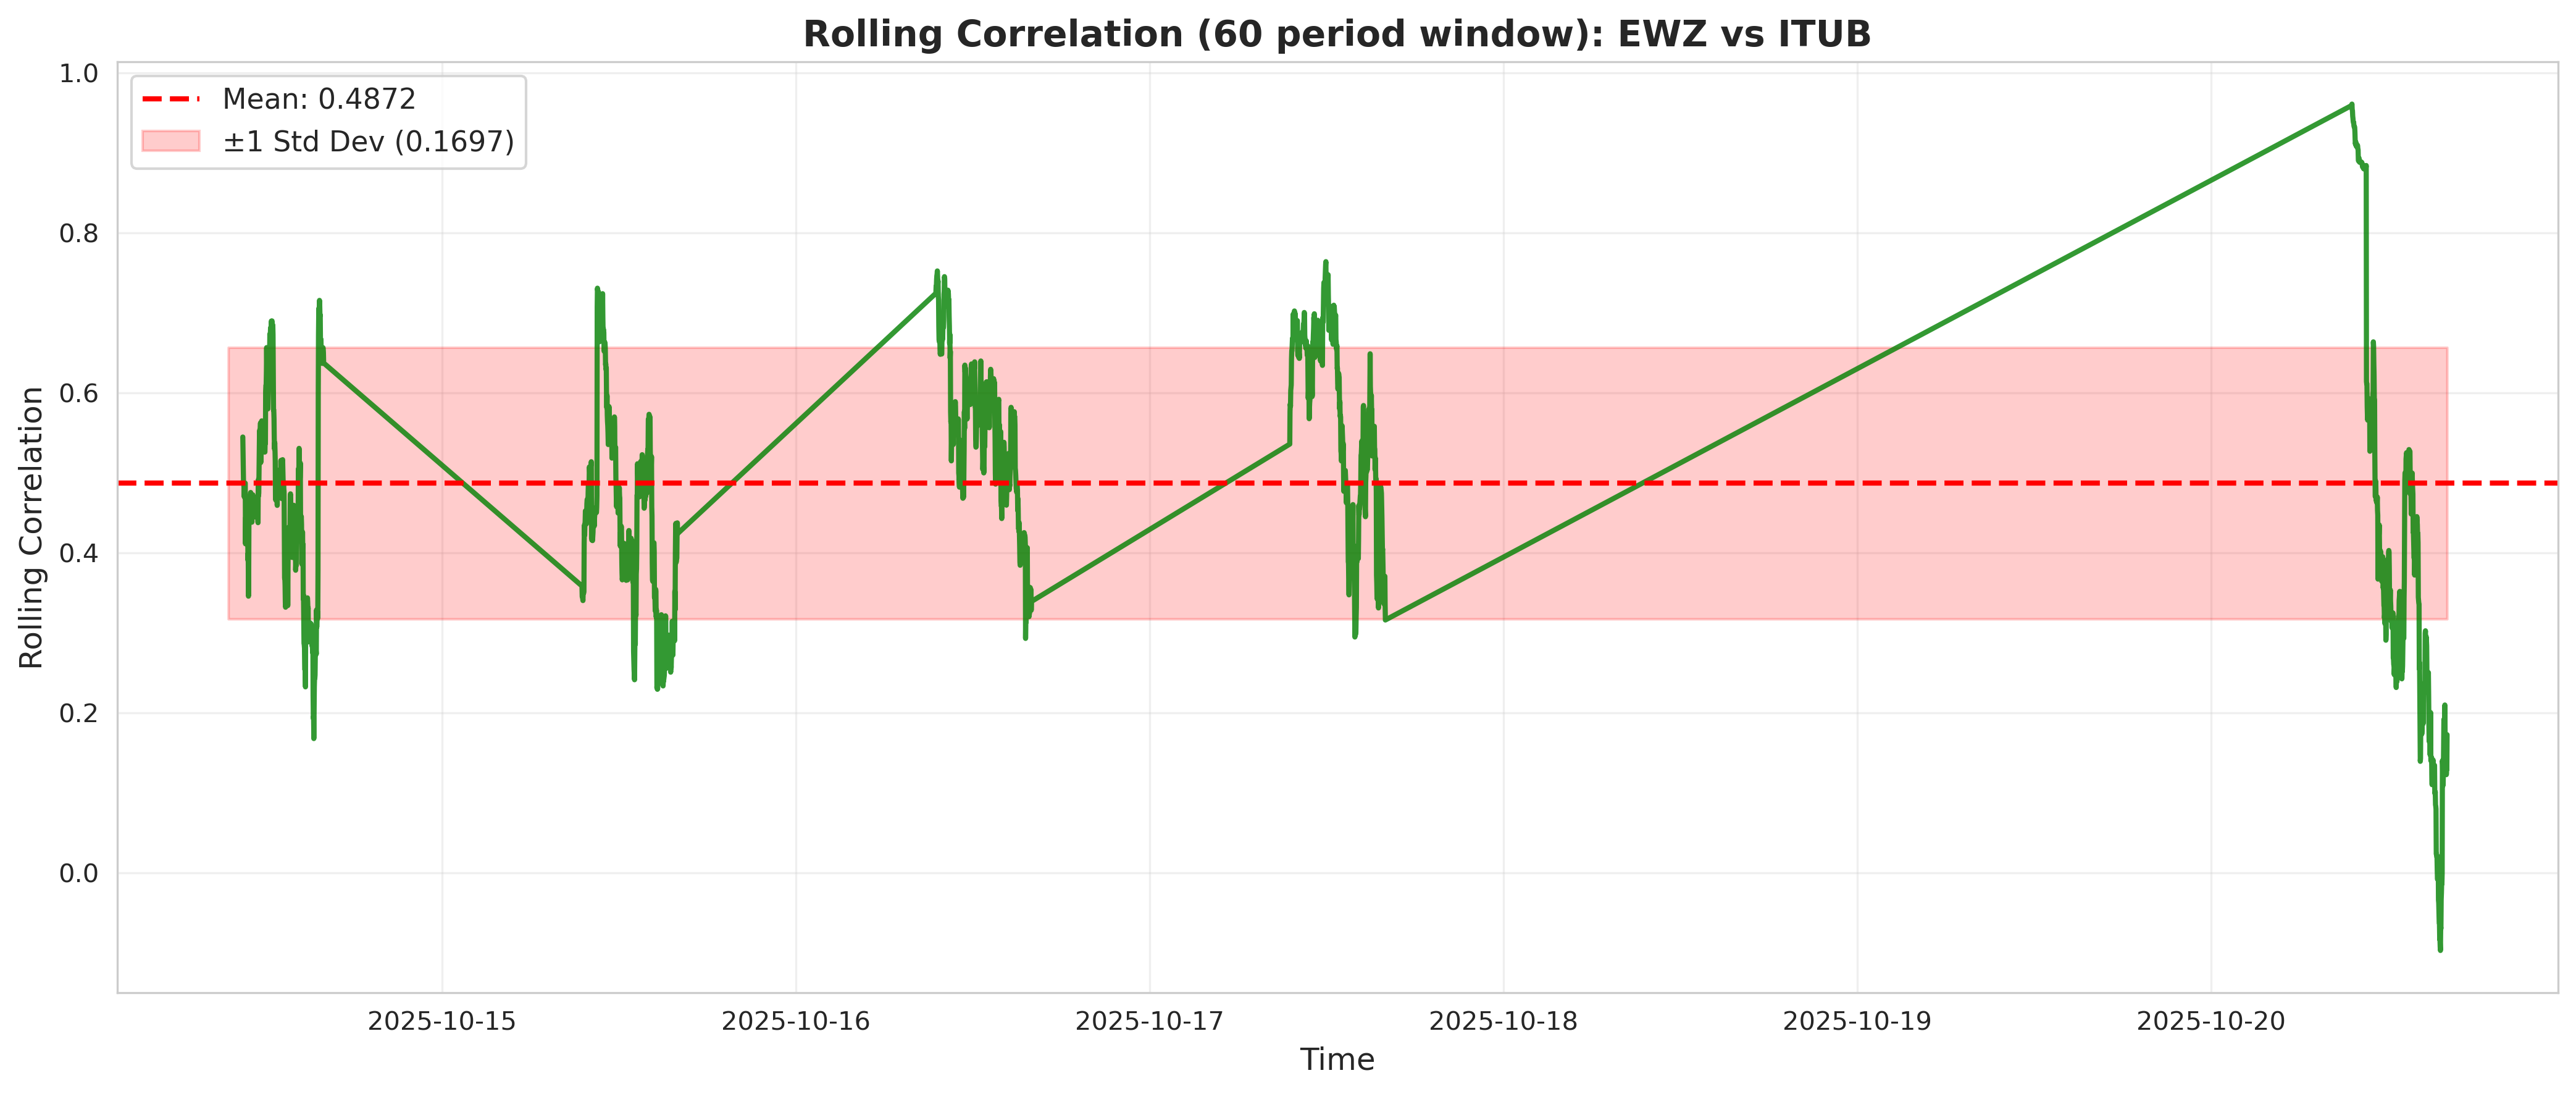 Rolling Correlation (60 period window): EWZ vs ITUB
Mean: 0.4872
±1 Std Dev (0.1697)
Rolling Correlation
1.0
0.8
0.6
0.4
0.2
0.0
2025-10-15
2025-10-16
2025-10-17
2025-10-18
2025-10-19
2025-10-20
Time